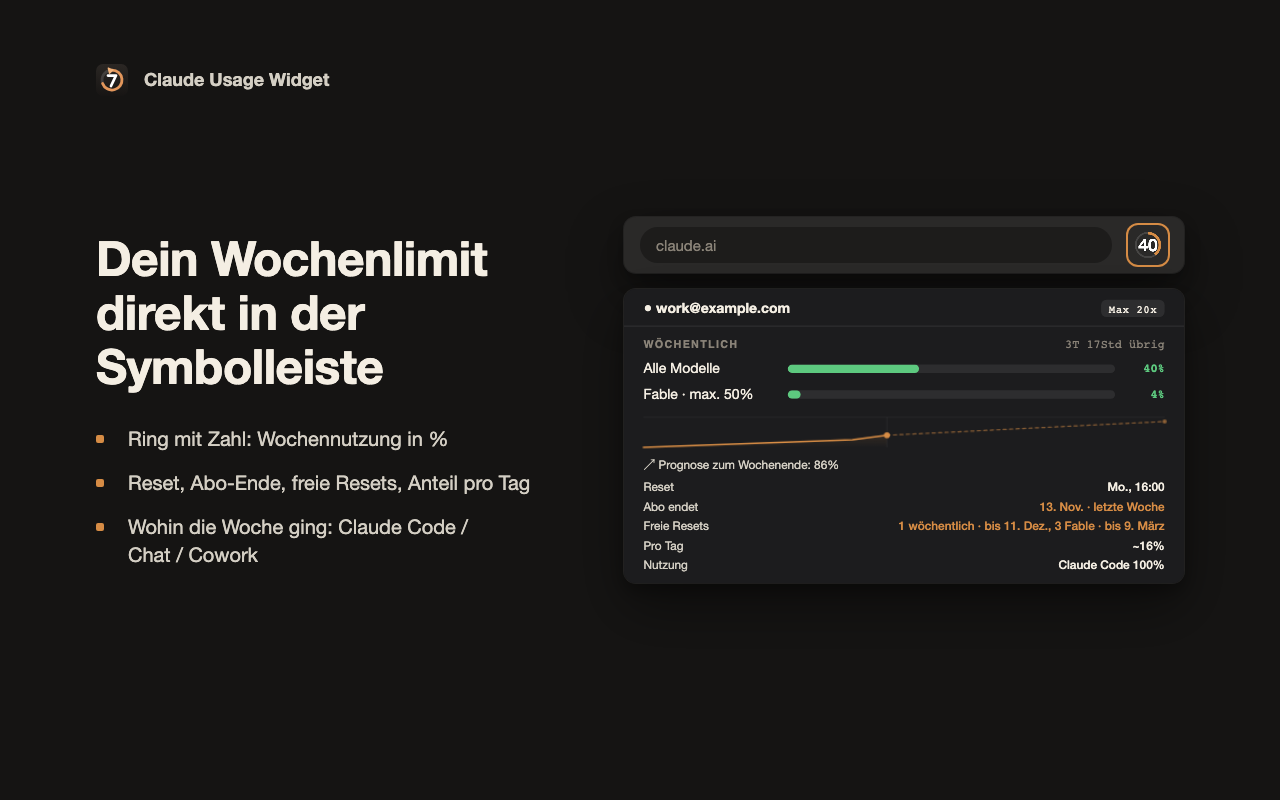 7
Claude Usage Widget
Dein Wochenlimit
direkt in der
Symbolleiste
Ring mit Zahl: Wochennutzung in %
Reset, Abo-Ende, freie Resets, Anteil pro Tag
Wohin die Woche ging: Claude Code /
Chat / Cowork
claude.ai
40
work@example.com
Max 20x
WÖCHENTLICH
3T 17Std übrig
Alle Modelle
40%
Fable · max. 50%
4%
↗ Prognose zum Wochenende: 86%
Reset
Mo., 16:00
Abo endet
13. Nov. · letzte Woche
Freie Resets
1 wöchentlich · bis 11. Dez., 3 Fable · bis 9. März
Pro Tag
~16%
Nutzung
Claude Code 100%